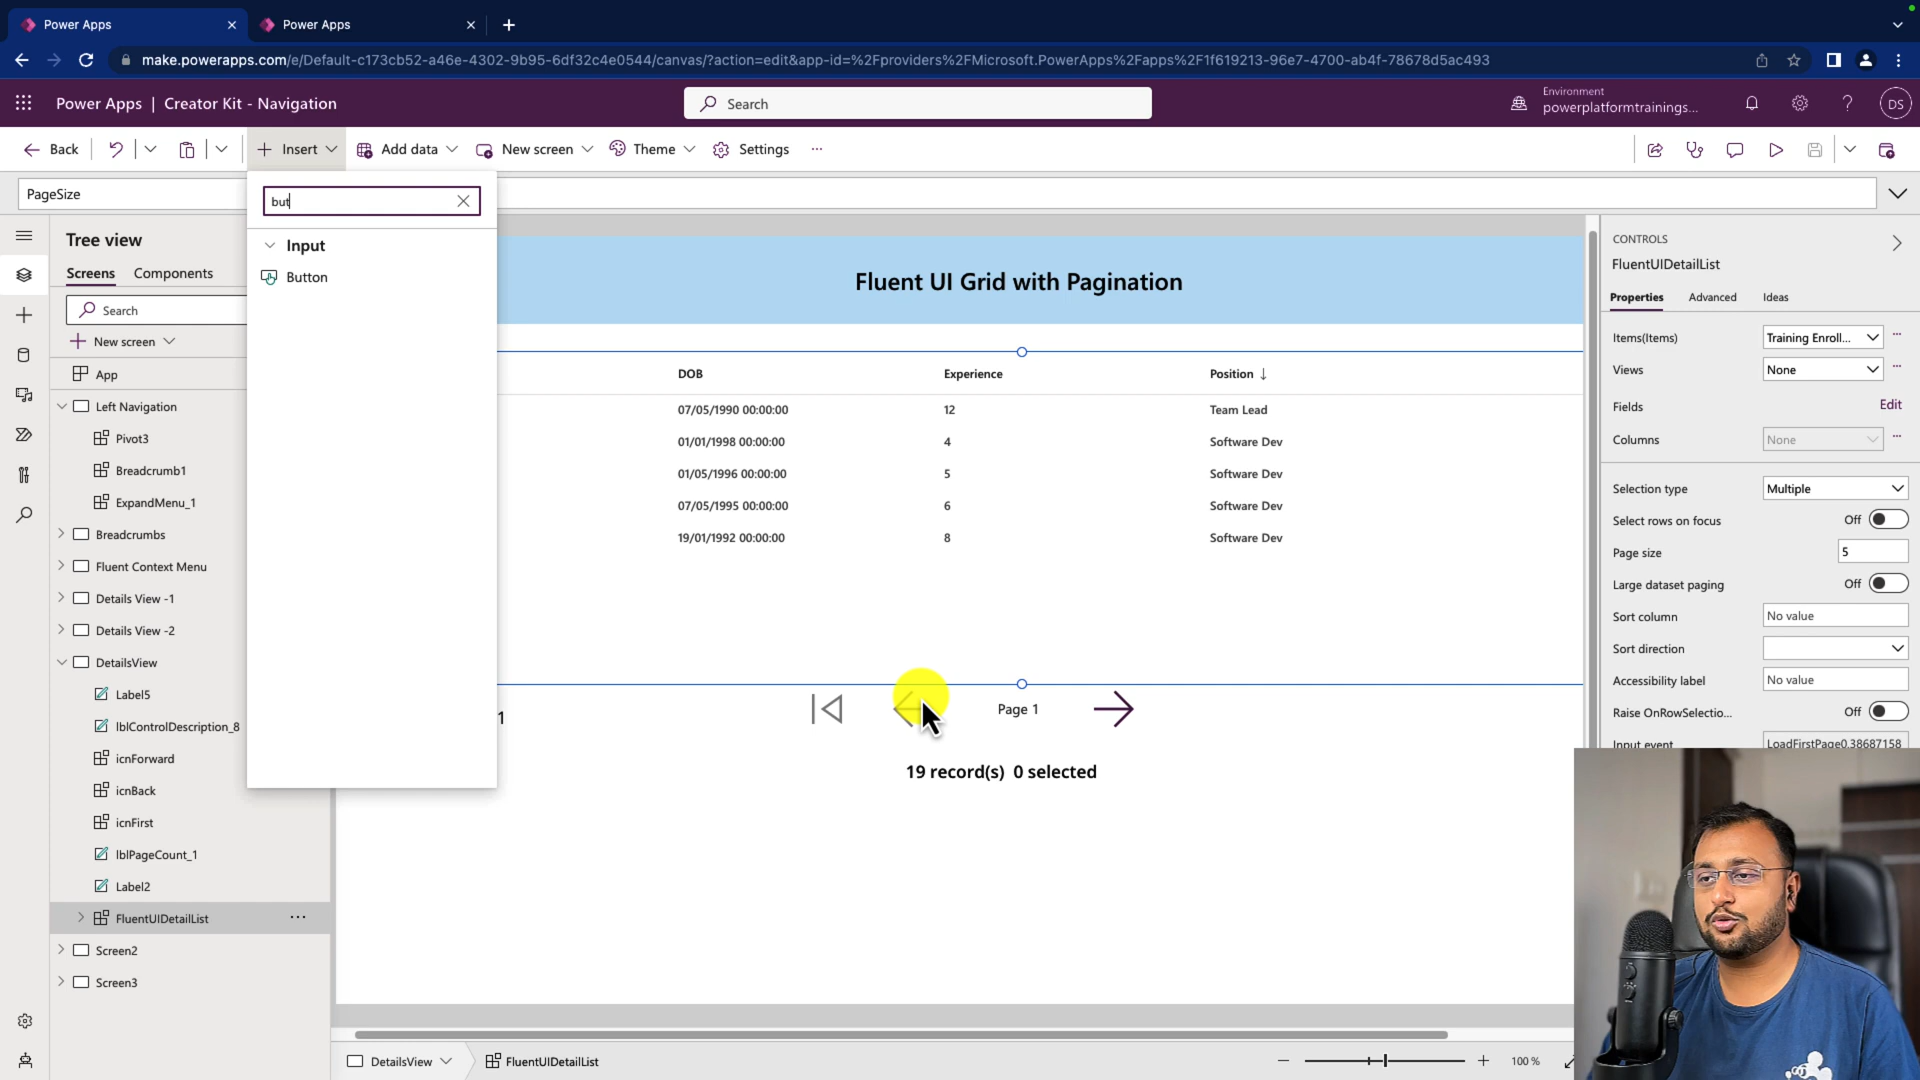 Power Apps
Power Apps
make.powerapps.com/e/Default-c173cb52-a46e-4302-9b95-6df32c4e0544/canvas/?action=edit&app-id=%2Fproviders%2FMicrosoft.PowerApps%2Fapps%2F1f619213-96e7-4700-ab4f-78678d5ac493
Power Apps | Creator Kit - Navigation
Search
Environment
powerplatformtrainings...
DS
Back
Insert
Add data
New screen
Theme
Settings
PageSize
but
Input
Button
Tree view
Screens
Components
Search
New screen
App
Left Navigation
Pivot3
Breadcrumb1
ExpandMenu_1
Breadcrumbs
Fluent Context Menu
Details View -1
Details View -2
DetailsView
Label5
lblControlDescription_8
icnForward
icnBack
icnFirst
lblPageCount_1
Label2
FluentUIDetailList
Screen2
Screen3
Fluent UI Grid with Pagination
DOB Experience Position
07/05/1990 00:00:00 12 Team Lead
01/01/1998 00:00:00 4 Software Dev
01/05/1996 00:00:00 5 Software Dev
07/05/1995 00:00:00 6 Software Dev
19/01/1992 00:00:00 8 Software Dev
1
Page 1
19 record(s) 0 selected
CONTROLS
FluentUIDetailList
Properties Advanced Ideas
Items(Items) Training Enroll...
Views None
Fields Edit
Columns None
Selection type Multiple
Select rows on focus Off
Page size 5
Large dataset paging Off
Sort column No value
Sort direction
Accessibility label No value
Raise OnRowSelectio... Off
Input event LoadFirstPage0.38687158
DetailsView
FluentUIDetailList
100 %